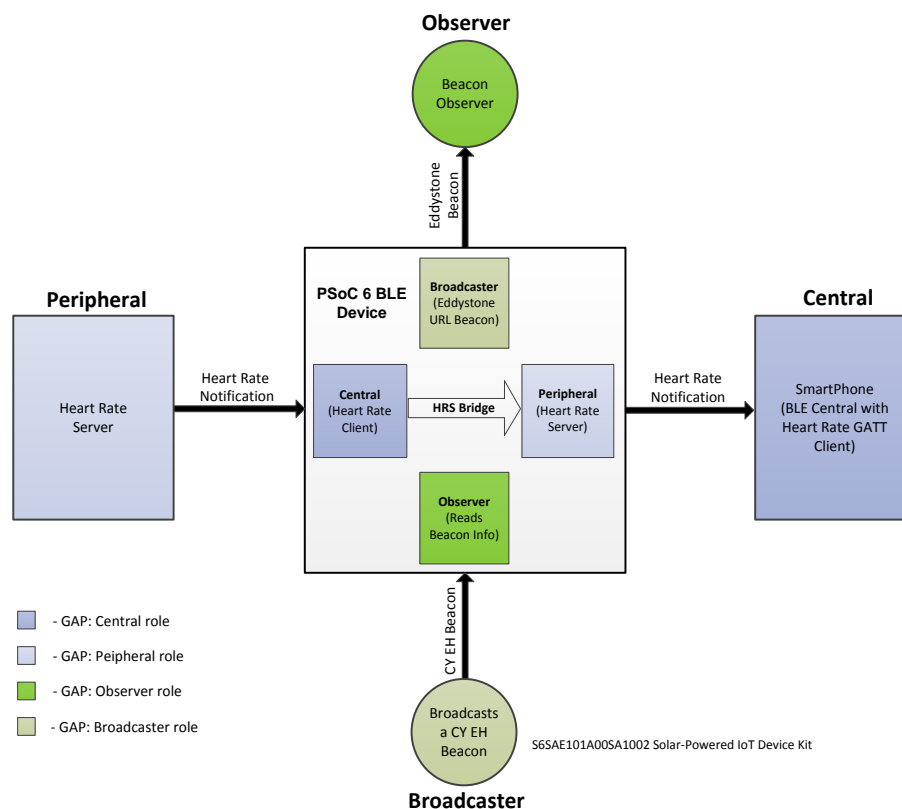 Observer
Beacon
Observer
Eddystone
Beacon
PSoC 6 BLE
Device
Broadcaster
(Eddystone
URL Beacon)
Peripheral
Heart Rate
Server
Heart Rate
Notification
Central
(Heart Rate
Client)
HRS Bridge
Peripheral
(Heart Rate
Server)
Heart Rate
Notification
Central
SmartPhone
(BLE Central with
Heart Rate GATT
Client)
Observer
(Reads
Beacon Info)
CY EH Beacon
- GAP: Central role
- GAP: Peipheral role
- GAP: Observer role
- GAP: Broadcaster role
Broadcasts
a CY EH
Beacon
S6SAE101A00SA1002 Solar-Powered IoT Device Kit
Broadcaster